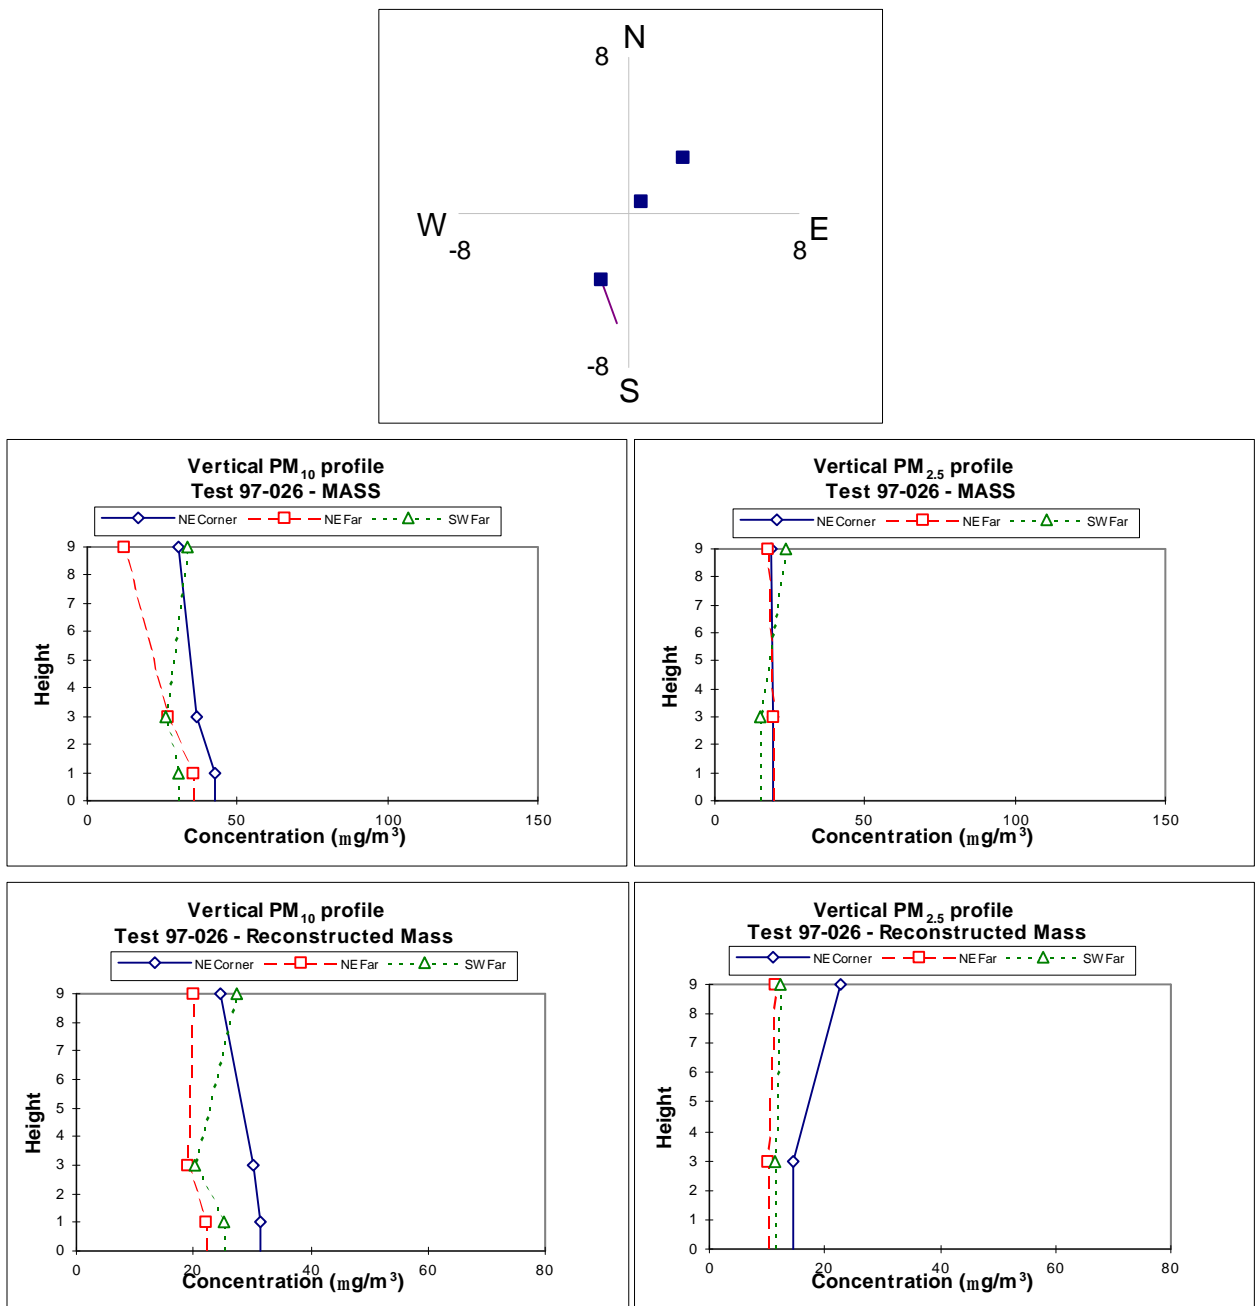 N
8
W
-8
E
8
-8
S
Vertical PM10 profile
Test 97-026 - MASS
NE Corner NE Far SW Far
9
8
7
6
5
4
3
2
1
0
Height
0 50 100 150
Concentration (mg/m3)
Vertical PM2.5 profile
Test 97-026 - MASS
NE Corner NE Far SW Far
9
8
7
6
5
4
3
2
1
0
Height
0 50 100 150
Concentration (mg/m3)
Vertical PM10 profile
Test 97-026 - Reconstructed Mass
NE Corner NE Far SW Far
9
8
7
6
5
4
3
2
1
0
Height
0 20 40 60 80
Concentration (mg/m3)
Vertical PM2.5 profile
Test 97-026 - Reconstructed Mass
NE Corner NE Far SW Far
9
8
7
6
5
4
3
2
1
0
Height
0 20 40 60 80
Concentration (mg/m3)